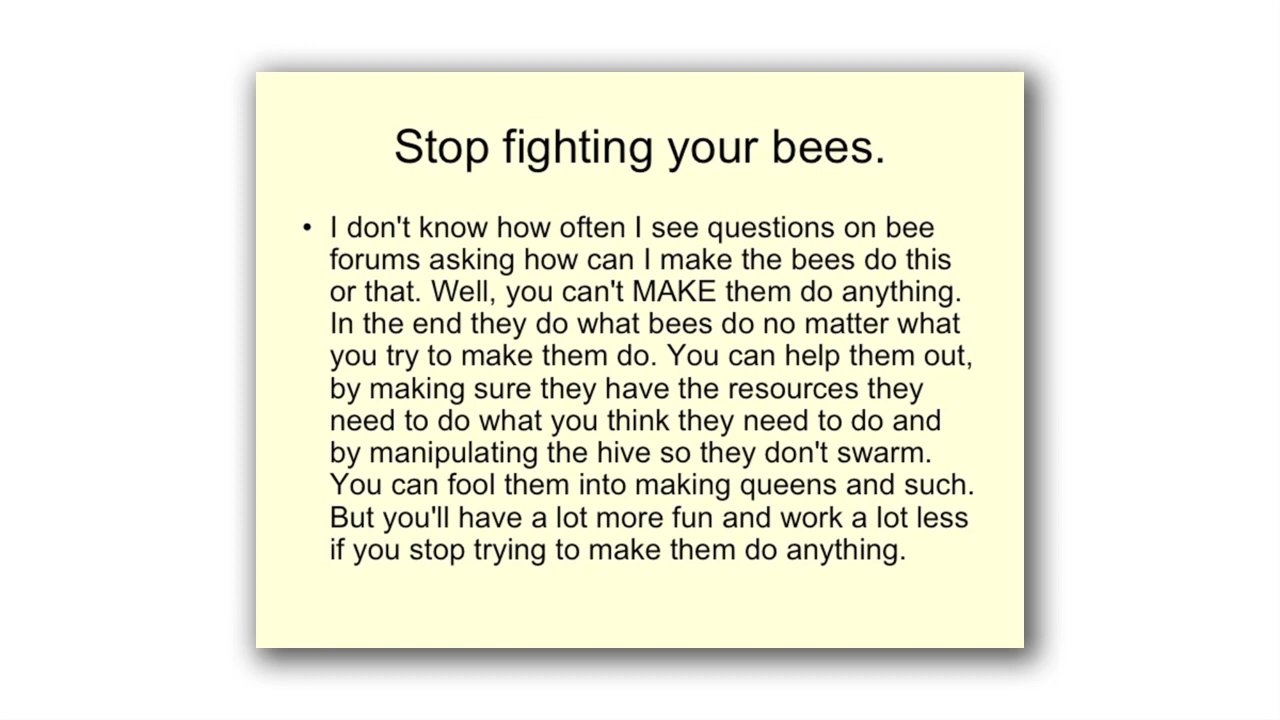 Stop fighting your bees.
• I don't know how often I see questions on bee
forums asking how can I make the bees do this
or that. Well, you can't MAKE them do anything.
In the end they do what bees do no matter what
you try to make them do. You can help them out,
by making sure they have the resources they
need to do what you think they need to do and
by manipulating the hive so they don't swarm.
You can fool them into making queens and such.
But you'll have a lot more fun and work a lot less
if you stop trying to make them do anything.